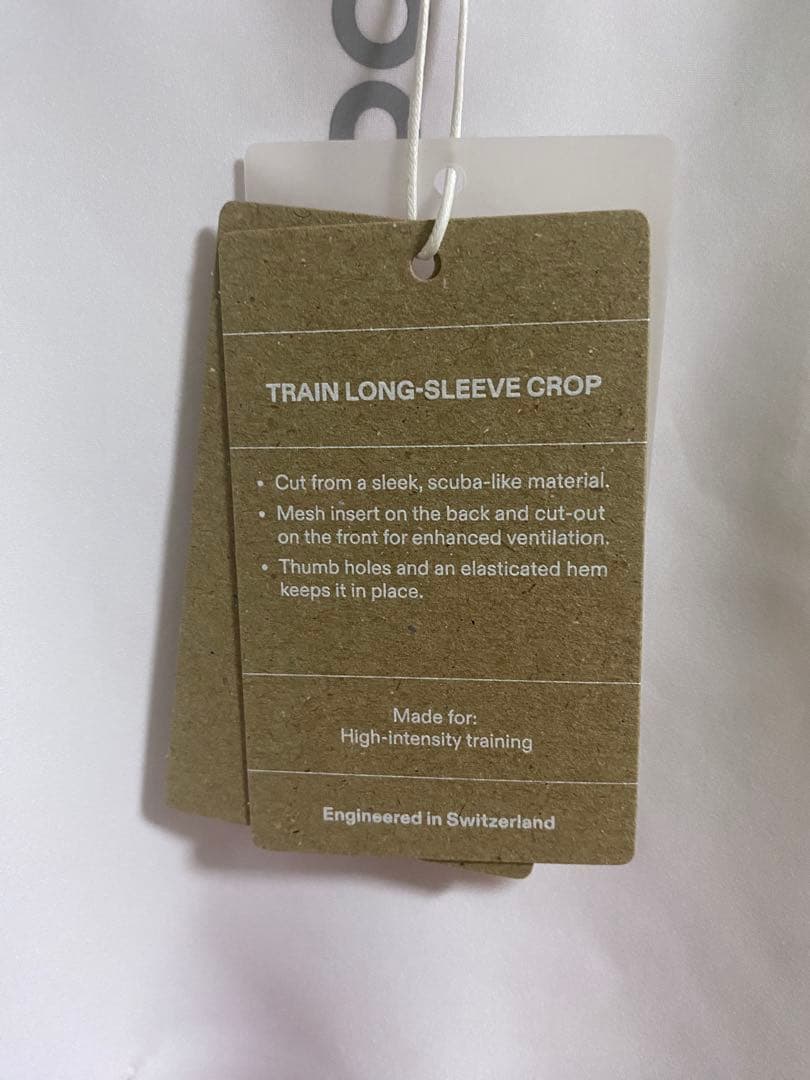 TRAIN LONG-SLEEVE CROP
• Cut from a sleek, scuba-like material.
• Mesh insert on the back and cut-out
on the front for enhanced ventilation.
• Thumb holes and an elasticated hem
keeps it in place.
Made for:
High-intensity training
Engineered in Switzerland